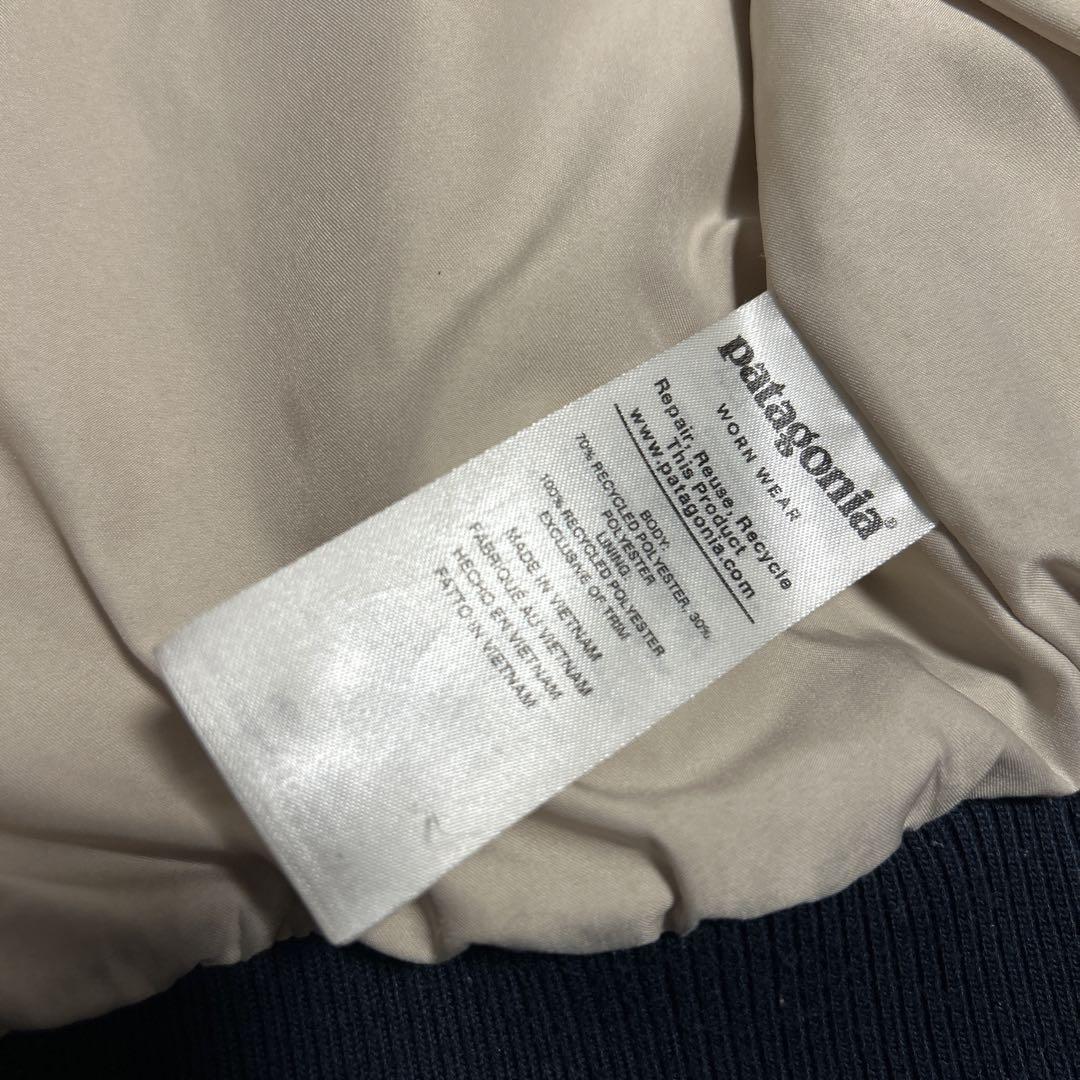 patagonia®
WORN WEAR
Repair, Reuse, Recycle
This Product
www.patagonia.com
BODY:
70% RECYCLED POLYESTER, 30%
POLYESTER
LINING:
100% RECYCLED POLYESTER
EXCLUSIVE OF TRIM
MADE IN VIETNAM
FABRIQUÉ AU VIETNAM
HECHO EN VIETNAM
FATTO IN VIETNAM